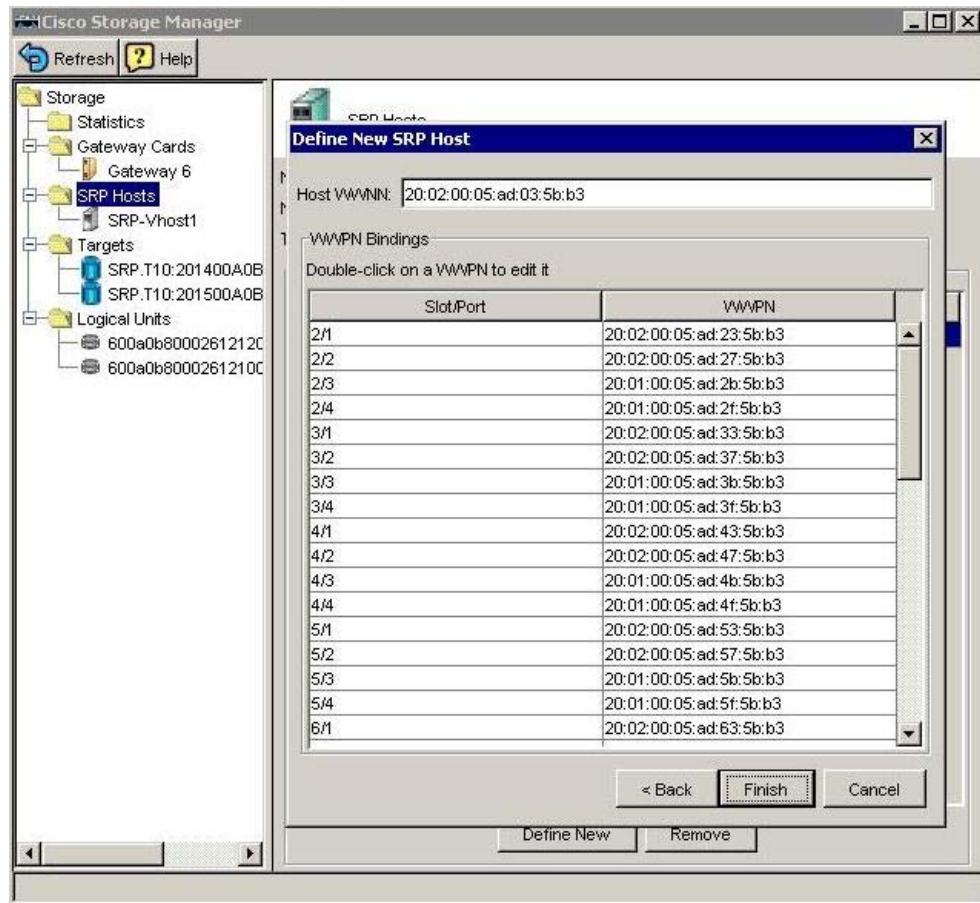 Cisco Storage Manager
Refresh Help
Storage
Statistics
Gateway Cards
Gateway 6
SRP Hosts
SRP-Vhost1
Targets
SRP.T10:201400A0B
SRP.T10:201500A0B
Logical Units
600a0b80002612120
600a0b80002612100
SRP Hosts
Define New SRP Host
Host WWNN: 20:02:00:05:ad:03:5b:b3
WWPN Bindings
Double-click on a WWPN to edit it
Slot/Port WWPN
2/1 20:02:00:05:ad:23:5b:b3
2/2 20:02:00:05:ad:27:5b:b3
2/3 20:01:00:05:ad:2b:5b:b3
2/4 20:01:00:05:ad:2f:5b:b3
3/1 20:02:00:05:ad:33:5b:b3
3/2 20:02:00:05:ad:37:5b:b3
3/3 20:01:00:05:ad:3b:5b:b3
3/4 20:01:00:05:ad:3f:5b:b3
4/1 20:02:00:05:ad:43:5b:b3
4/2 20:02:00:05:ad:47:5b:b3
4/3 20:01:00:05:ad:4b:5b:b3
4/4 20:01:00:05:ad:4f:5b:b3
5/1 20:02:00:05:ad:53:5b:b3
5/2 20:02:00:05:ad:57:5b:b3
5/3 20:01:00:05:ad:5b:5b:b3
5/4 20:01:00:05:ad:5f:5b:b3
6/1 20:02:00:05:ad:63:5b:b3
< Back Finish Cancel
Define New Remove